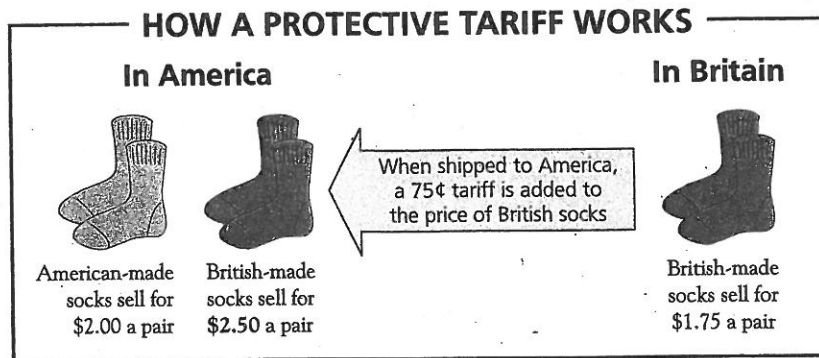 HOW A PROTECTIVE TARIFF WORKS
In America
In Britain
When shipped to America,
a 75¢ tariff is added to
the price of British socks
American-made
socks sell for
$2.00 a pair
British-made
socks sell for
$2.50 a pair
British-made
socks sell for
$1.75 a pair